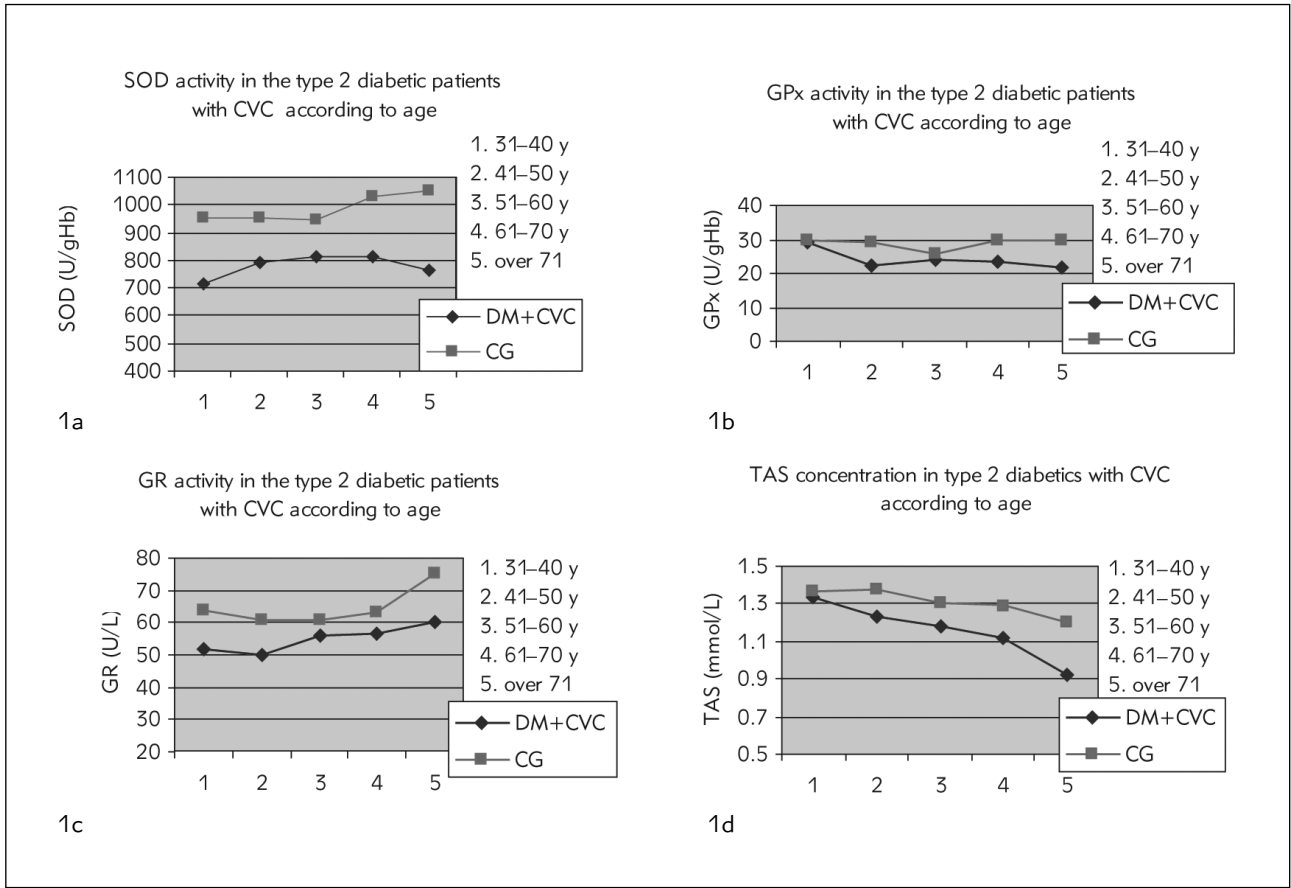 SOD activity in the type 2 diabetic patients
with CVC according to age
1. 31–40 y
2. 41–50 y
3. 51–60 y
4. 61–70 y
5. over 71
SOD (U/gHb)
1100
1000
900
800
700
600
500
400
1 2 3 4 5
DM+CVC
CG
1a
GPx activity in the type 2 diabetic patients
with CVC according to age
1. 31–40 y
2. 41–50 y
3. 51–60 y
4. 61–70 y
5. over 71
GPx (U/gHb)
40
30
20
10
0
1 2 3 4 5
DM+CVC
CG
1b
GR activity in the type 2 diabetic patients
with CVC according to age
1. 31–40 y
2. 41–50 y
3. 51–60 y
4. 61–70 y
5. over 71
GR (U/L)
80
70
60
50
40
30
20
1 2 3 4 5
DM+CVC
CG
1c
TAS concentration in type 2 diabetics with CVC
according to age
1. 31–40 y
2. 41–50 y
3. 51–60 y
4. 61–70 y
5. over 71
TAS (mmol/L)
1.5
1.3
1.1
0.9
0.7
0.5
1 2 3 4 5
DM+CVC
CG
1d